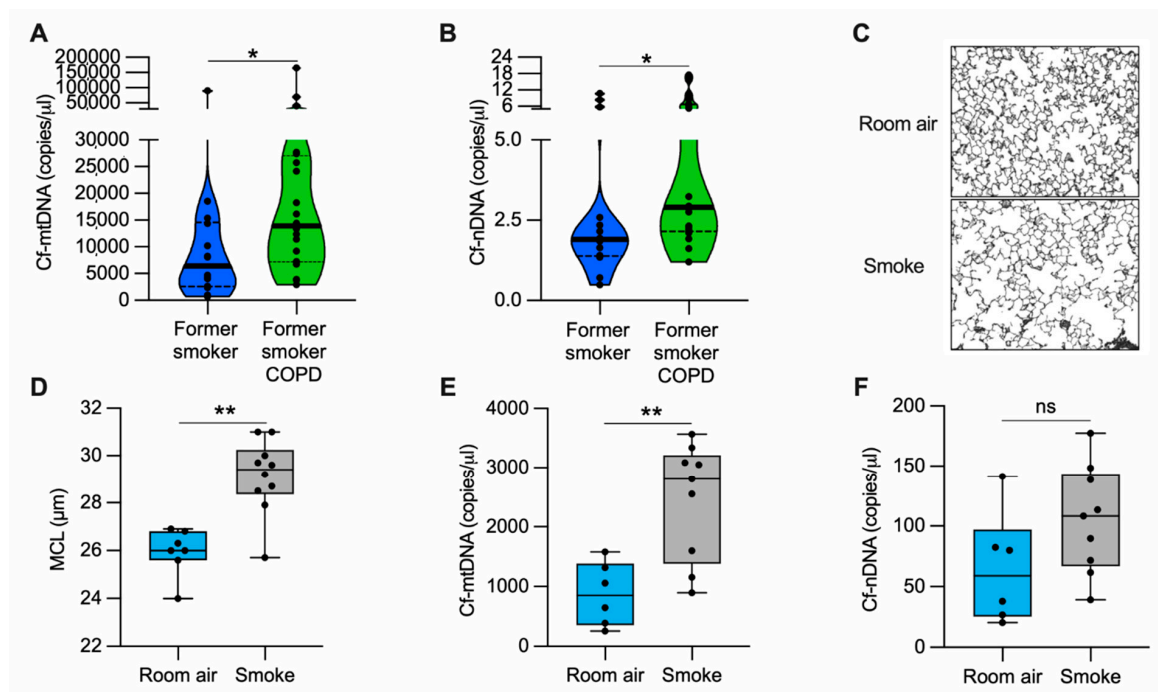 A
Cf-mtDNA (copies/µl)
200000
150000
100000
50000
30000
25000
20000
15000
10000
5000
0
*
Former smoker
Former smoker COPD
B
Cf-nDNA (copies/µl)
24
18
12
6
5.0
2.5
0.0
*
Former smoker
Former smoker COPD
C
Room air
Smoke
D
MCL (µm)
32
30
28
26
24
22
**
Room air
Smoke
E
Cf-mtDNA (copies/µl)
4000
3000
2000
1000
0
**
Room air
Smoke
F
Cf-nDNA (copies/µl)
200
150
100
50
0
ns
Room air
Smoke